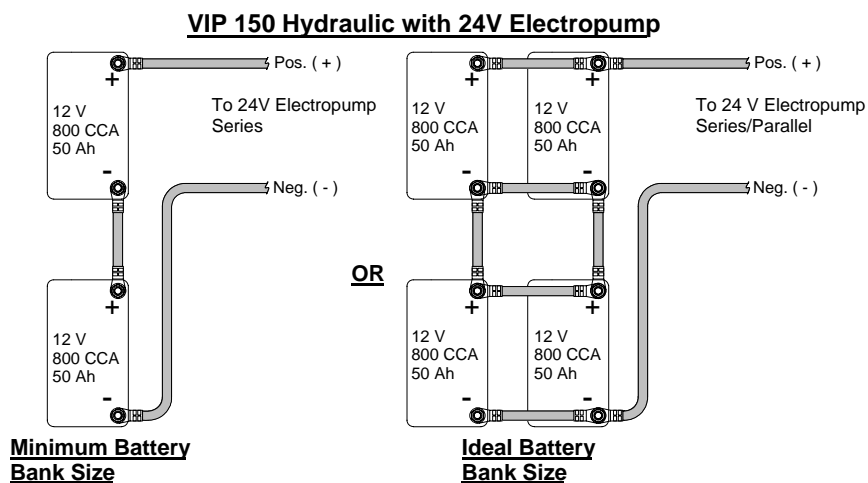 VIP 150 Hydraulic with 24V Electropump
+
12 V
800 CCA
50 Ah
-
Pos. ( + )
To 24V Electropump
Series
Neg. ( - )
+
12 V
800 CCA
50 Ah
-
Minimum Battery
Bank Size
OR
+
12 V
800 CCA
50 Ah
-
+
12 V
800 CCA
50 Ah
-
Pos. ( + )
To 24 V Electropump
Series/Parallel
Neg. ( - )
+
12 V
800 CCA
50 Ah
-
+
12 V
800 CCA
50 Ah
-
Ideal Battery
Bank Size